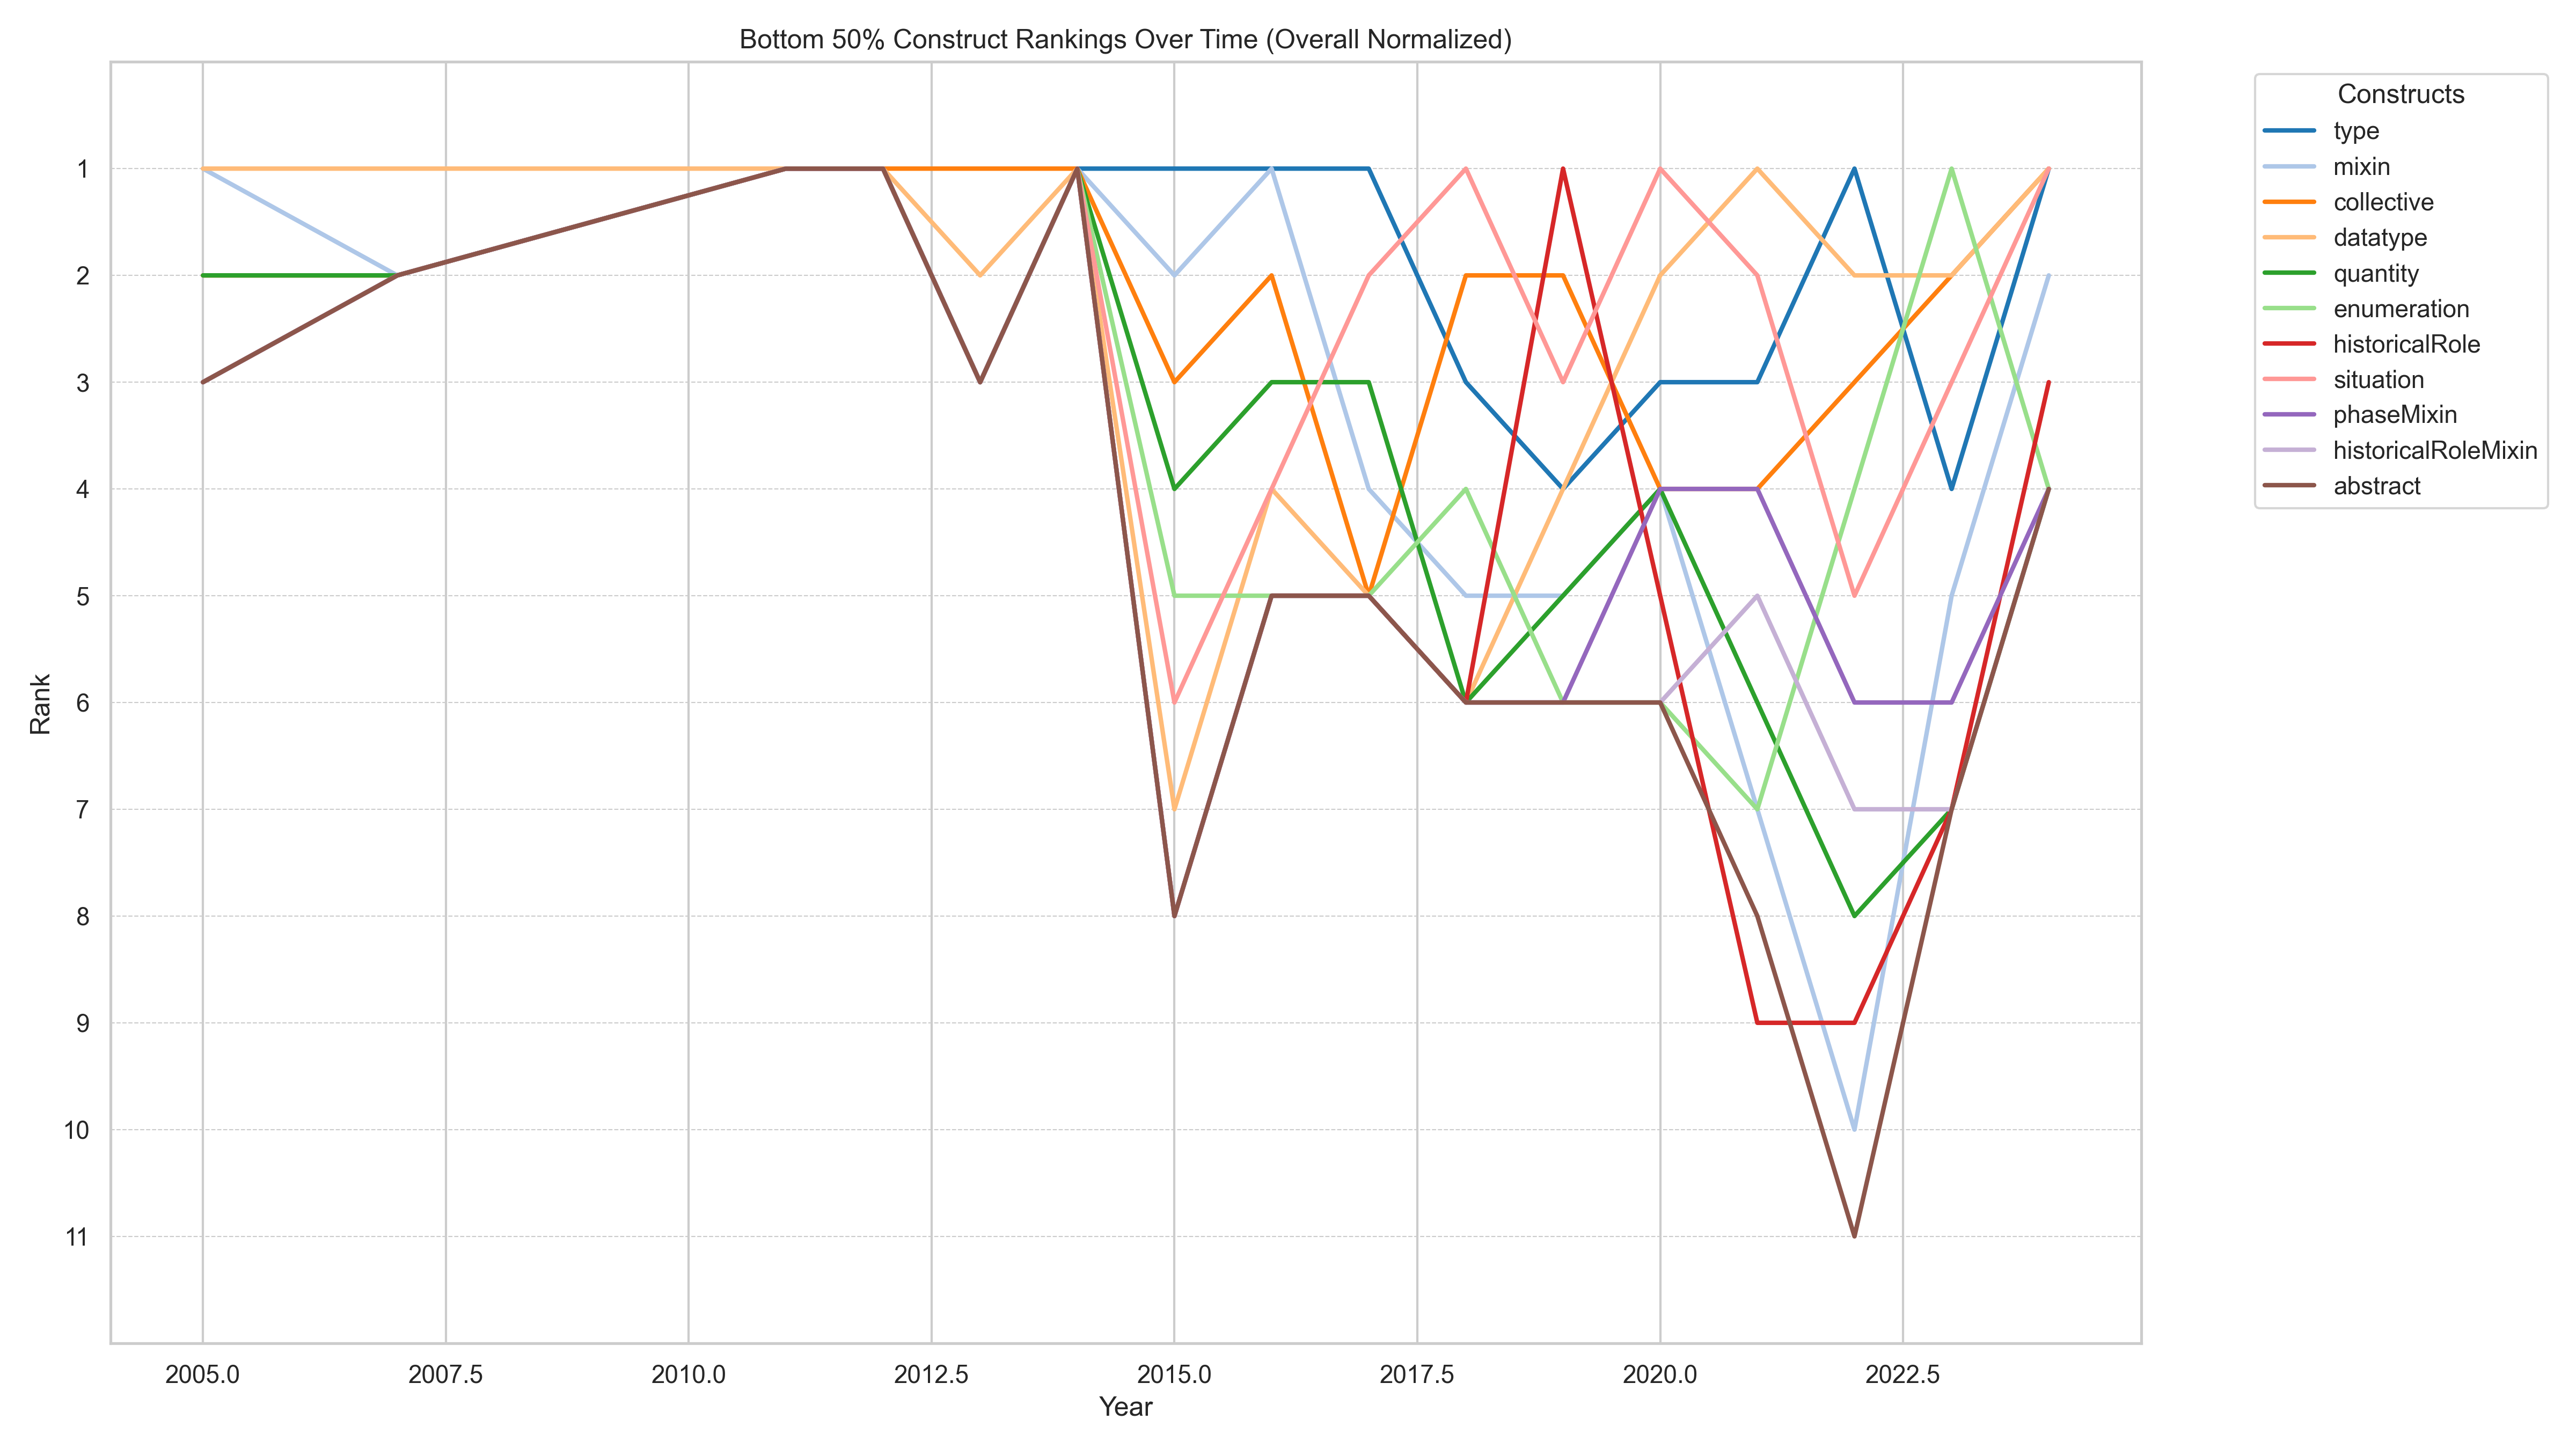 Bottom 50% Construct Rankings Over Time (Overall Normalized)
Constructs
type
mixin
collective
datatype
quantity
enumeration
historicalRole
situation
phaseMixin
historicalRoleMixin
abstract
Rank
1
2
3
4
5
6
7
8
9
10
11
2005.0 2007.5 2010.0 2012.5 2015.0 2017.5 2020.0 2022.5
Year